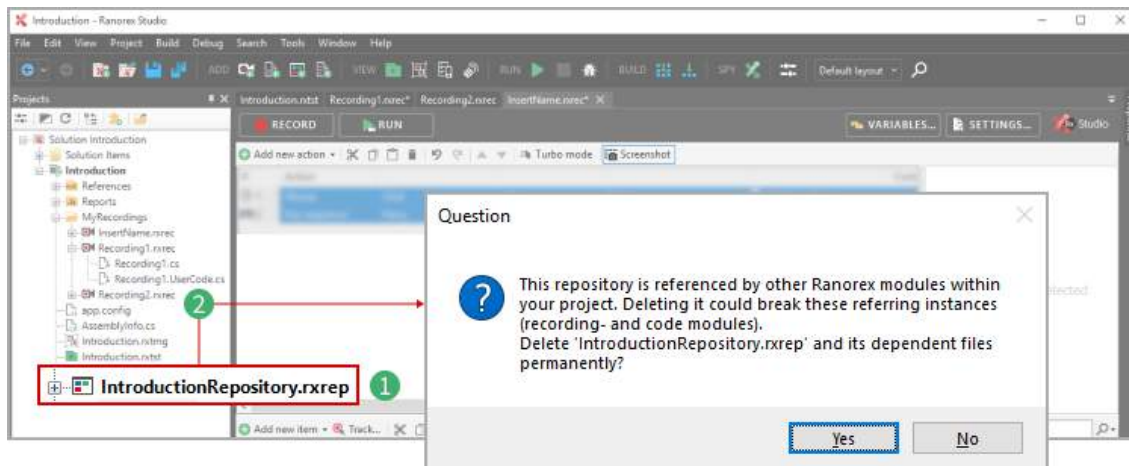 Introduction - Ranorex Studio
File Edit View Project Build Debug Search Tools Window Help
ADD VIEW RUN BUILD SPY Default layout
Projects Introduction.rxtst Recording1.rxrec* Recording2.rxrec InsertName.rxrec*
RECORD RUN VARIABLES... SETTINGS... Studio
Add new action Turbo mode Screenshot
Solution Introduction
Solution Items
Introduction
References
Reports
MyRecordings
InsertName.rxrec
Recording1.rxrec
Recording1.cs
Recording1.UserCode.cs
Recording2.rxrec
app.config
AssemblyInfo.cs
Introduction.rxtmg
Introduction.rxtst
IntroductionRepository.rxrep
1
2
Question
This repository is referenced by other Ranorex modules within
your project. Deleting it could break these referring instances
(recording- and code modules).
Delete 'IntroductionRepository.rxrep' and its dependent files
permanently?
Yes No
Add new item Track...